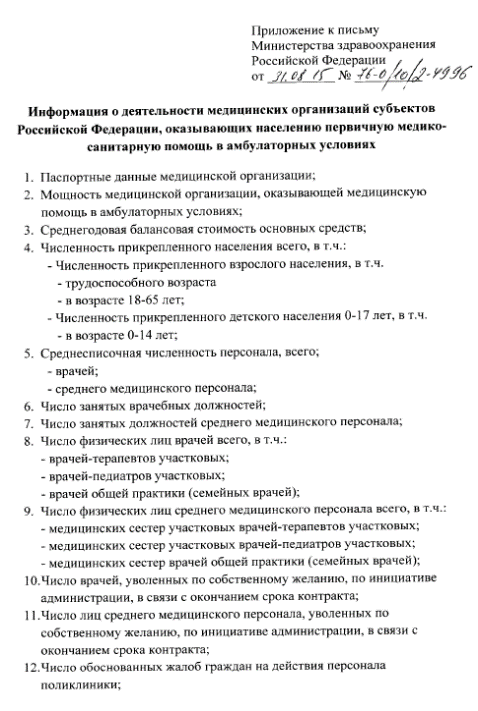 Приложение к письму
Министерства здравоохранения
Российской Федерации
от 31.08 15 № 76-0/10/2-4996
Информация о деятельности медицинских организаций субъектов
Российской Федерации, оказывающих населению первичную медико-
санитарную помощь в амбулаторных условиях
1. Паспортные данные медицинской организации;
2. Мощность медицинской организации, оказывающей медицинскую
помощь в амбулаторных условиях;
3. Среднегодовая балансовая стоимость основных средств;
4. Численность прикрепленного населения всего, в т.ч.:
- Численность прикрепленного взрослого населения, в т.ч.
- трудоспособного возраста
- в возрасте 18-65 лет;
- Численность прикрепленного детского населения 0-17 лет, в т.ч.
- в возрасте 0-14 лет;
5. Среднесписочная численность персонала, всего;
- врачей;
- среднего медицинского персонала;
6. Число занятых врачебных должностей;
7. Число занятых должностей среднего медицинского персонала;
8. Число физических лиц врачей всего, в т.ч.:
- врачей-терапевтов участковых;
- врачей-педиатров участковых;
- врачей общей практики (семейных врачей);
9. Число физических лиц среднего медицинского персонала всего, в т.ч.:
- медицинских сестер участковых врачей-терапевтов участковых;
- медицинских сестер участковых врачей-педиатров участковых;
- медицинских сестер врачей общей практики (семейных врачей);
10.Число врачей, уволенных по собственному желанию, по инициативе
администрации, в связи с окончанием срока контракта;
11.Число лиц среднего медицинского персонала, уволенных по
собственному желанию, по инициативе администрации, в связи с
окончанием срока контракта;
12.Число обоснованных жалоб граждан на действия персонала
поликлиники;